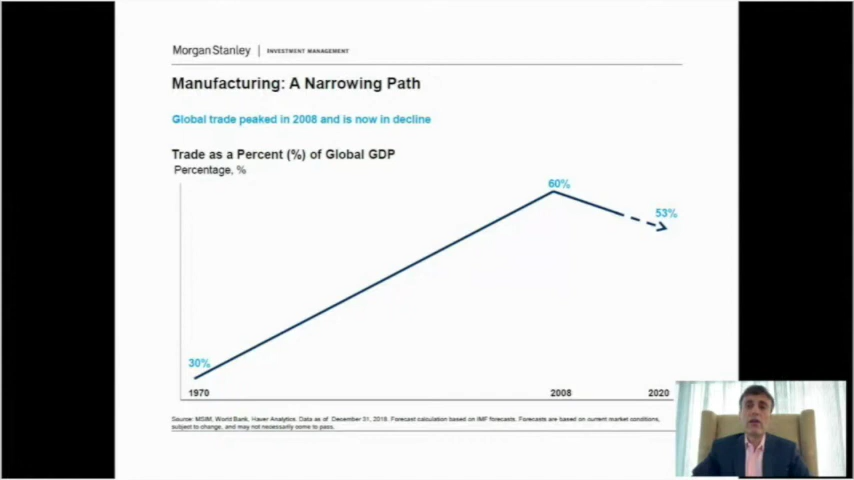 Morgan Stanley | INVESTMENT MANAGEMENT
Manufacturing: A Narrowing Path
Global trade peaked in 2008 and is now in decline
Trade as a Percent (%) of Global GDP
Percentage, %
60%
53%
30%
1970 2008 2020
Source: MSIM, World Bank, Haver Analytics. Data as of December 31, 2018. Forecast calculation based on IMF forecasts. Forecasts are based on current market conditions,
subject to change, and may not necessarily come to pass.